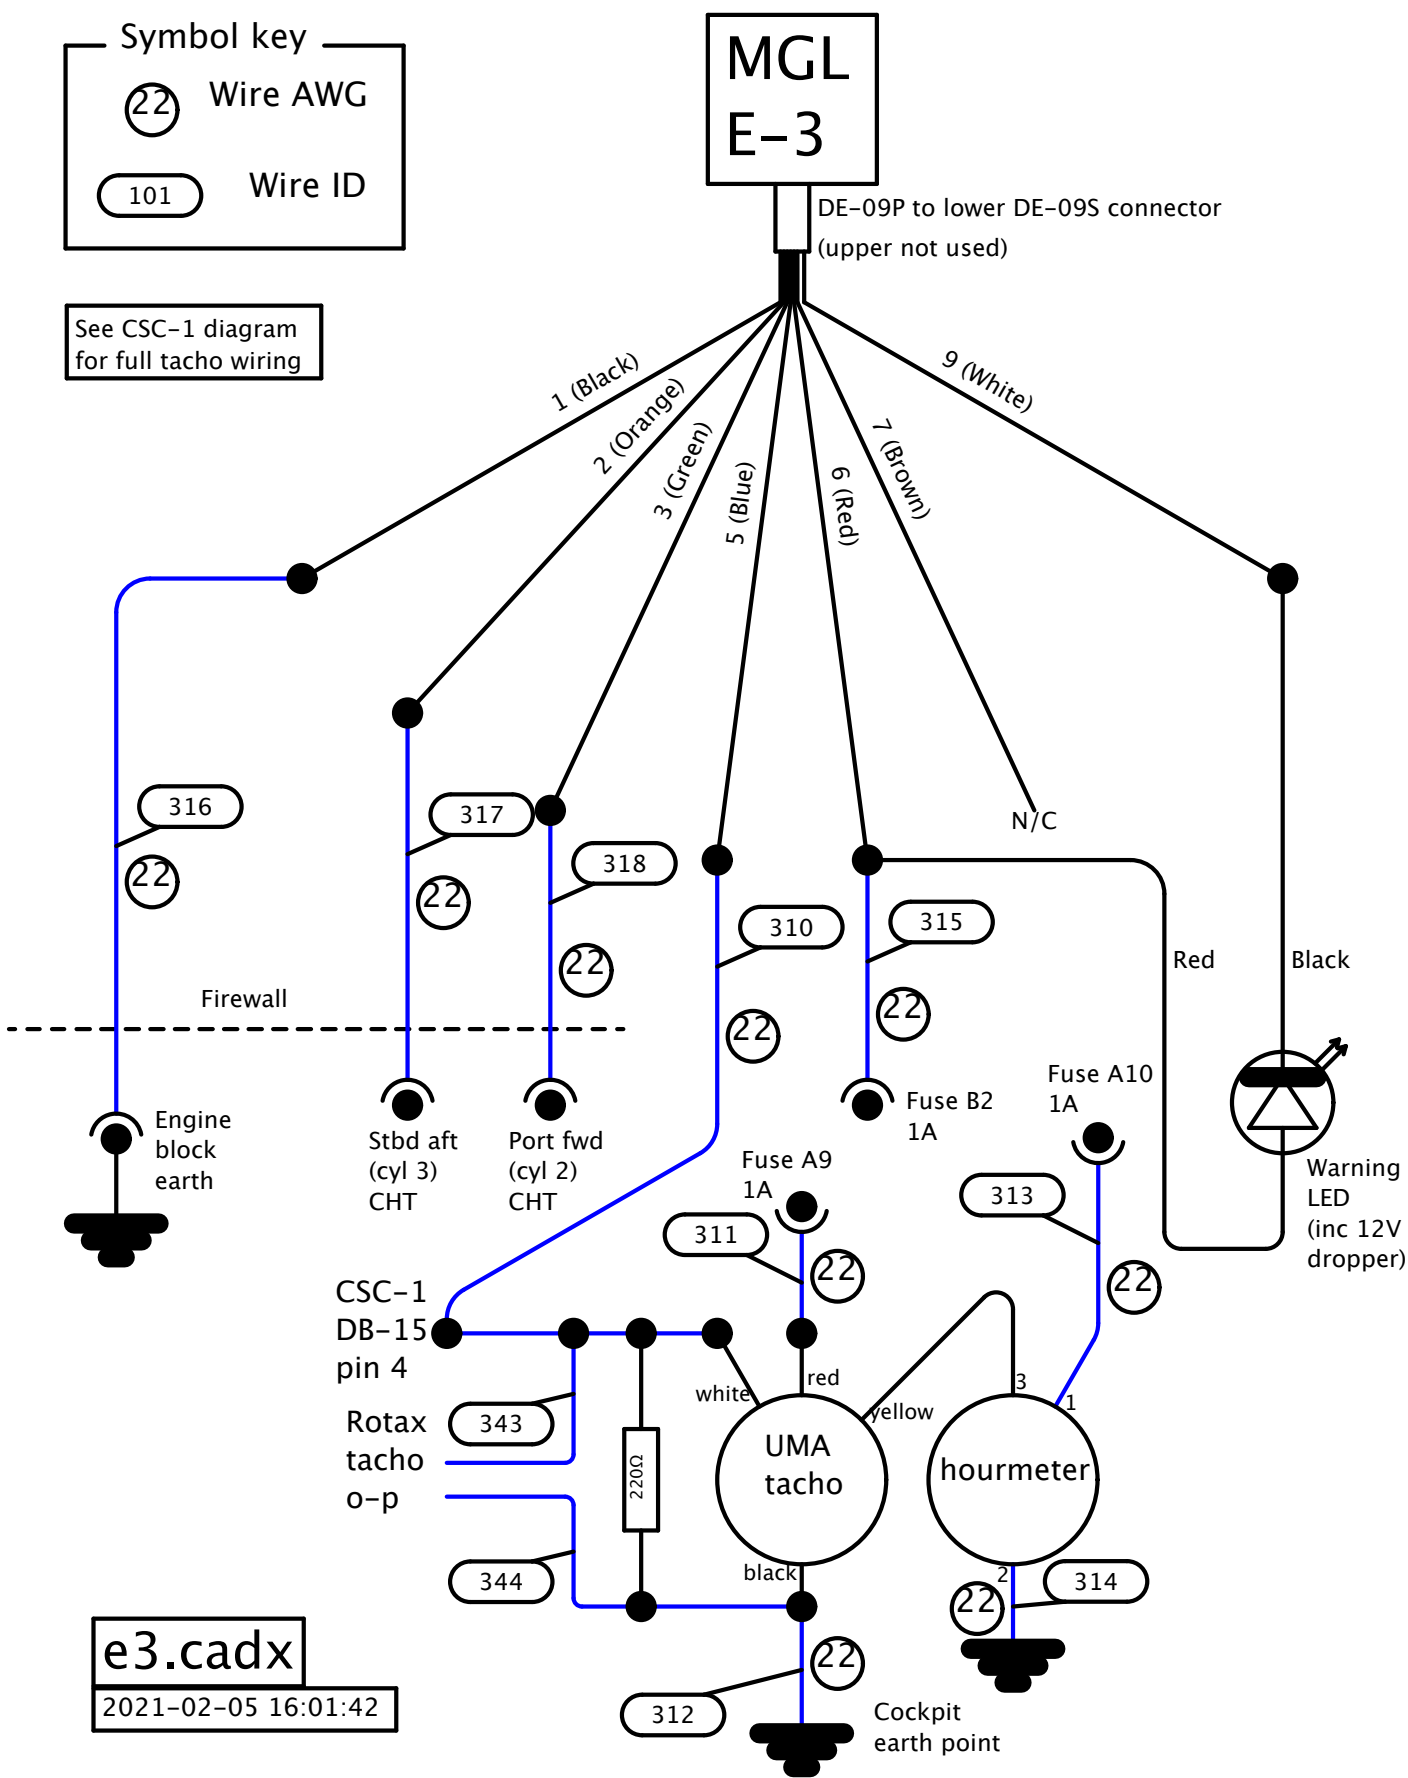 Symbol key
22 Wire AWG
101 Wire ID
MGL
E-3
DE-09P to lower DE-09S connector
(upper not used)
See CSC-1 diagram
for full tacho wiring
1 (Black)
2 (Orange)
3 (Green)
5 (Blue)
6 (Red)
7 (Brown)
9 (White)
316
22
317
22
318
22
310
22
315
22
N/C
Red
Black
Firewall
Engine
block
earth
Stbd aft
(cyl 3)
CHT
Port fwd
(cyl 2)
CHT
Fuse B2
1A
Fuse A10
1A
Fuse A9
1A
Warning
LED
(inc 12V
dropper)
311
22
313
22
CSC-1
DB-15
pin 4
Rotax
tacho
o-p
343
344
220Ω
white
red
yellow
black
UMA
tacho
3
1
hourmeter
2
22
314
22
312
Cockpit
earth point
e3.cadx
2021-02-05 16:01:42